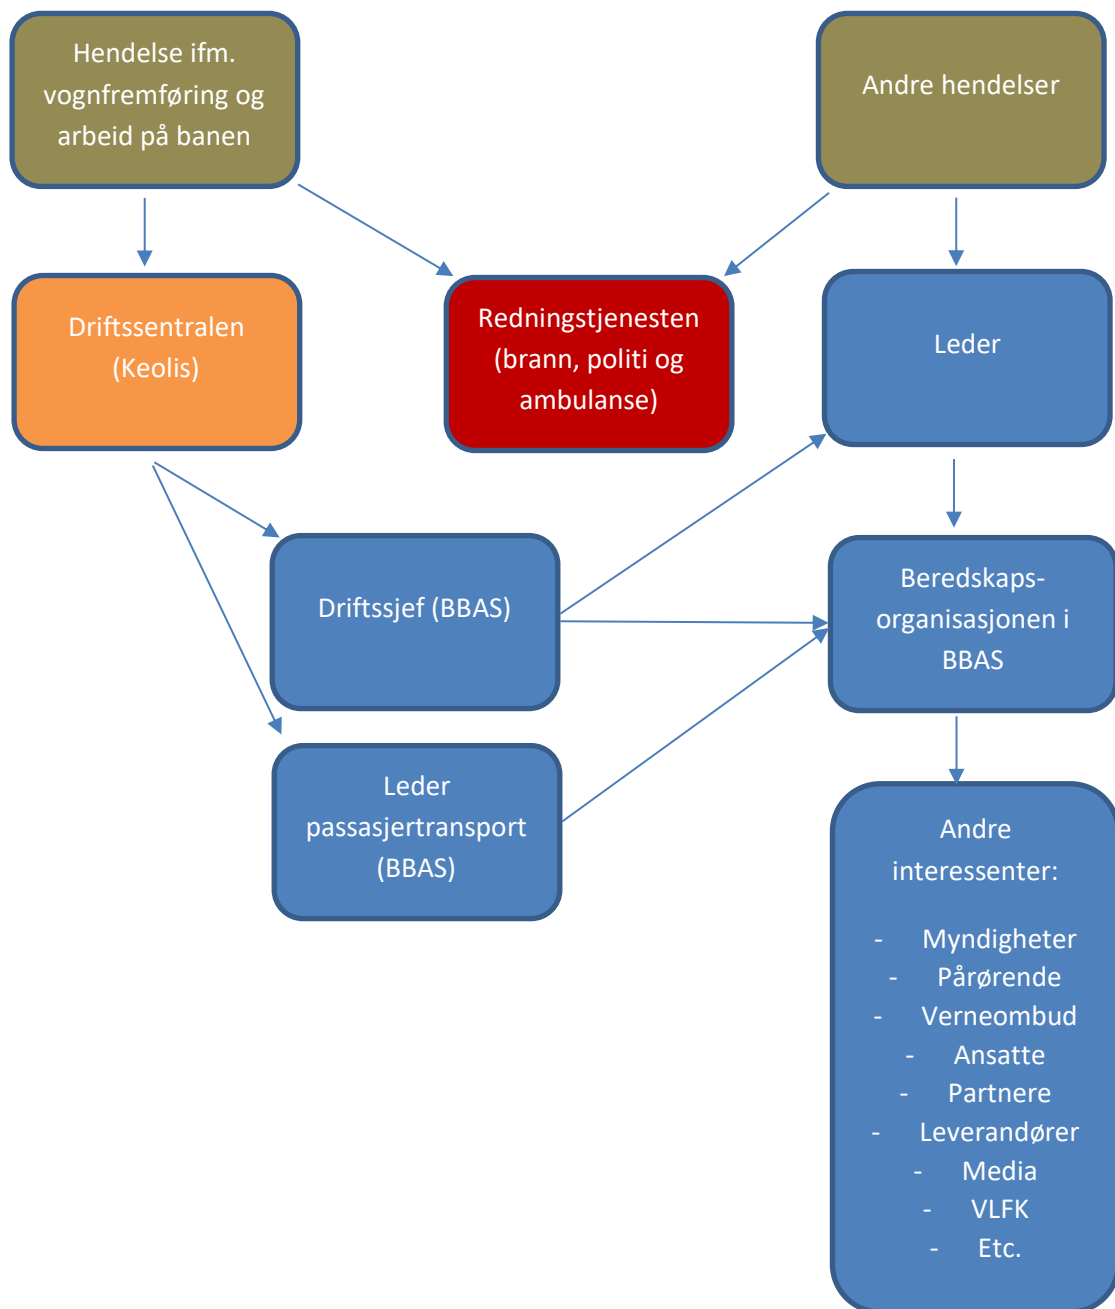 Hendelse ifm.
vognfremføring og
arbeid på banen
Andre hendelser
Driftssentralen
(Keolis)
Redningstjenesten
(brann, politi og
ambulanse)
Leder
Driftssjef (BBAS)
Beredskaps-
organisasjonen i
BBAS
Leder
passasjertransport
(BBAS)
Andre
interessenter:
- Myndigheter
- Pårørende
- Verneombud
- Ansatte
- Partnere
- Leverandører
- Media
- VLFK
- Etc.